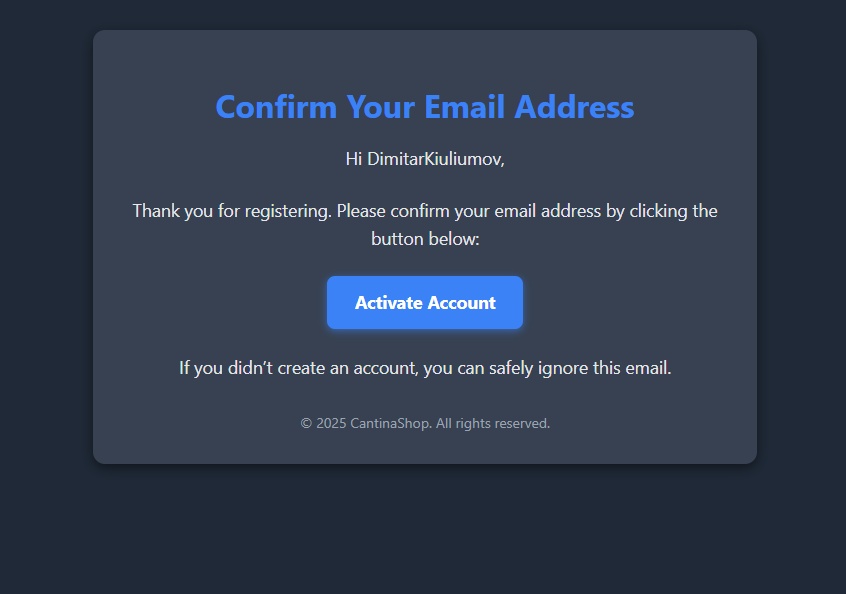 Confirm Your Email Address
Hi DimitarKiuliumov,
Thank you for registering. Please confirm your email address by clicking the
button below:
Activate Account
If you didn’t create an account, you can safely ignore this email.
© 2025 CantinaShop. All rights reserved.